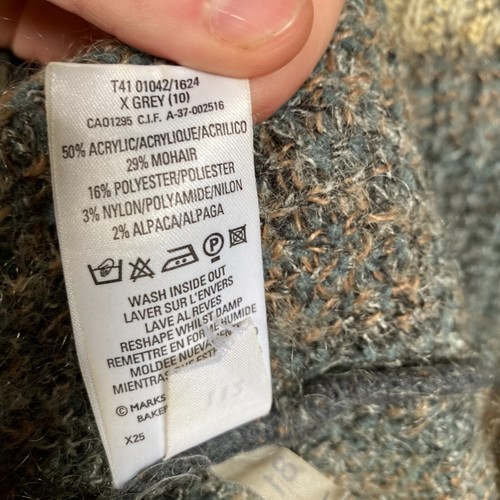 T41 01042/1624
X GREY (10)
CA01295 C.I.F. A-37-002516
50% ACRYLIC/ACRYLIQUE/ACRILICO
29% MOHAIR
16% POLYESTER/POLIESTER
3% NYLON/POLYAMIDE/NILON
2% ALPACA/ALPAGA
P
WASH INSIDE OUT
LAVER SUR L'ENVERS
LAVE AL REVES
RESHAPE WHILST DAMP
REMETTRE EN FORME HUMIDE
MOLDEE
MIENTRAS
© MARKS
X25
18